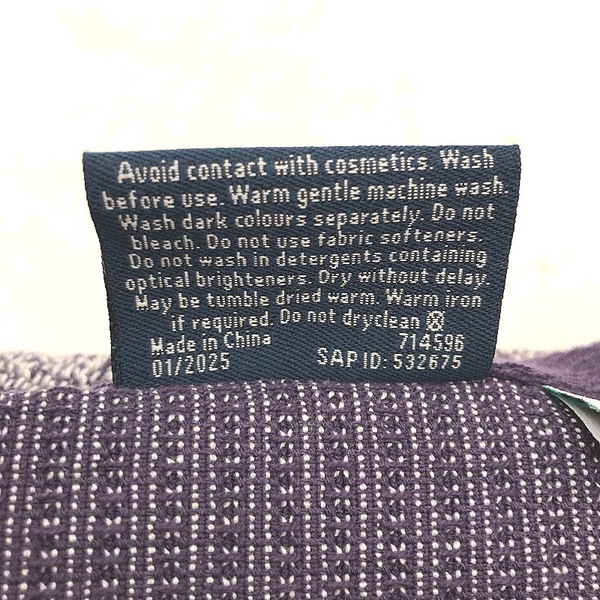 Avoid contact with cosmetics. Wash
before use. Warm gentle machine wash.
Wash dark colours separately. Do not
bleach. Do not use fabric softeners.
Do not wash in detergents containing
optical brighteners. Dry without delay.
May be tumble dried warm. Warm iron
if required. Do not dryclean
Made in China 714596
01/2025 SAP ID: 532675